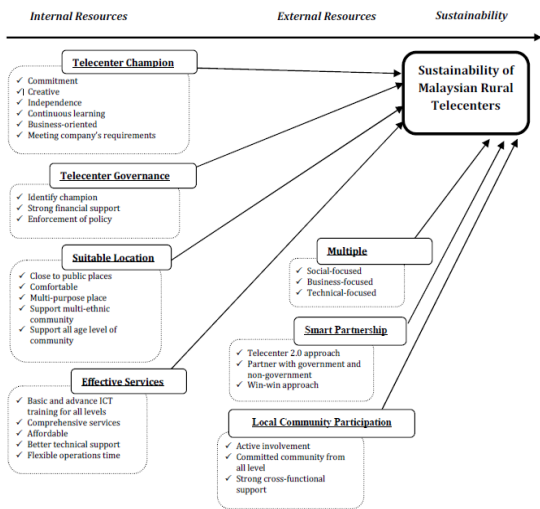 Internal Resources
External Resources
Sustainability
Telecenter Champion
✓ Commitment
✓ Creative
✓ Independence
✓ Continuous learning
✓ Business-oriented
✓ Meeting company's requirements
Sustainability of
Malaysian Rural
Telecenters
Telecenter Governance
✓ Identify champion
✓ Strong financial support
✓ Enforcement of policy
Suitable Location
✓ Close to public places
✓ Comfortable
✓ Multi-purpose place
✓ Support multi-ethnic
community
✓ Support all age level of
community
Multiple
✓ Social-focused
✓ Business-focused
✓ Technical-focused
Smart Partnership
✓ Telecenter 2.0 approach
✓ Partner with government and
non-government
✓ Win-win approach
Effective Services
✓ Basic and advance ICT
training for all levels
✓ Comprehensive services
✓ Affordable
✓ Better technical support
✓ Flexible operations time
Local Community Participation
✓ Active involvement
✓ Committed community from
all level
✓ Strong cross-functional
support